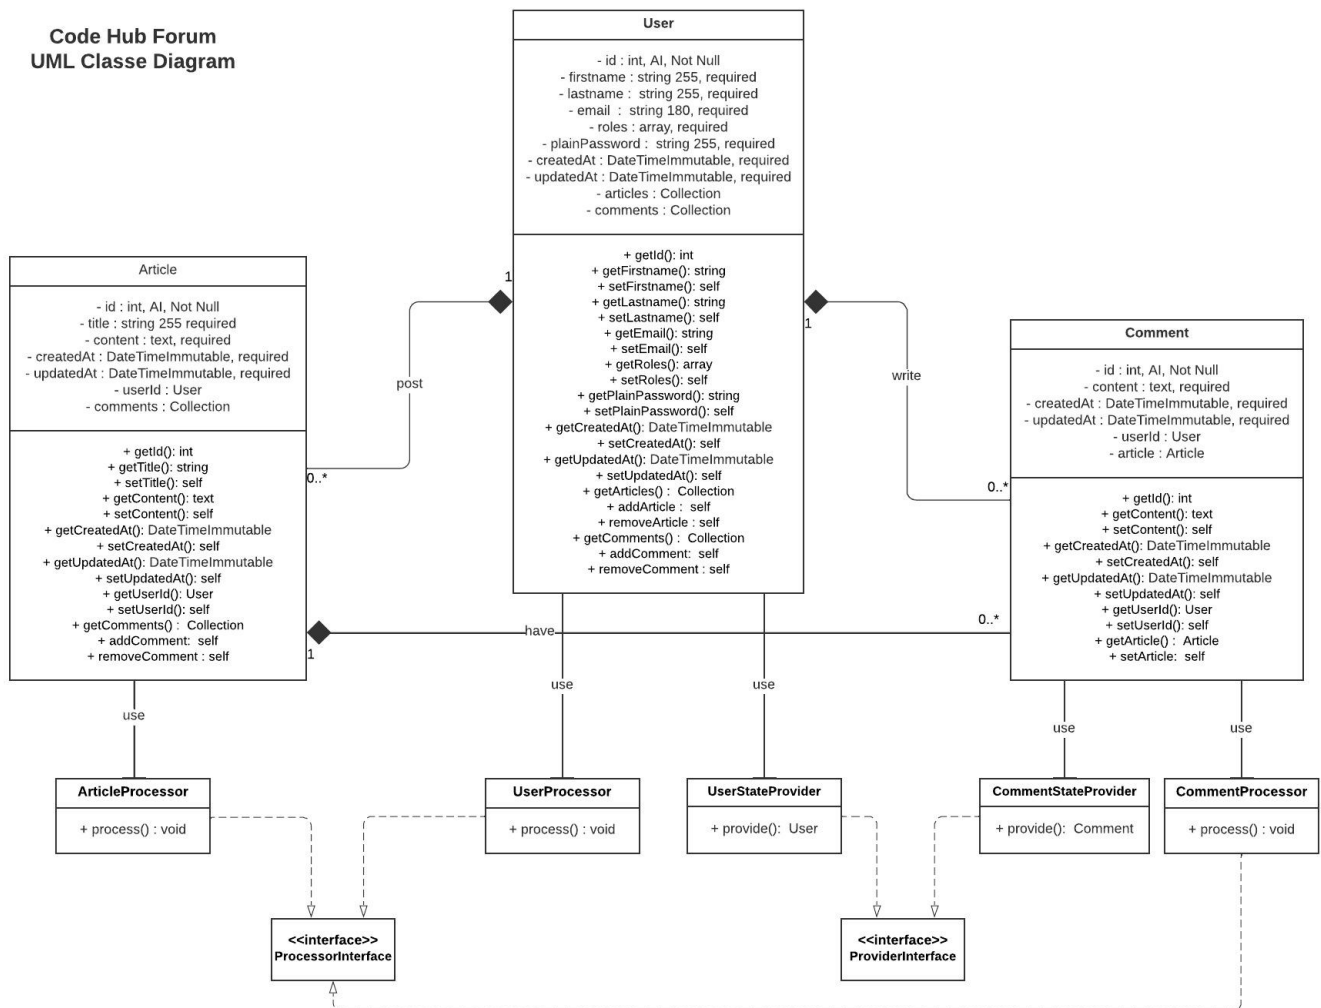 Code Hub Forum
UML Classe Diagram
User
- id : int, AI, Not Null
- firstname : string 255, required
- lastname :  string 255, required
- email  :  string 180, required
- roles : array, required
- plainPassword :  string 255, required
- createdAt : DateTimeImmutable, required
- updatedAt : DateTimeImmutable, required
- articles : Collection
- comments : Collection
+ getId(): int
+ getFirstname(): string
+ setFirstname(): self
+ getLastname(): string
+ setLastname(): self
+ getEmail(): string
+ setEmail(): self
+ getRoles(): array
+ setRoles(): self
+ getPlainPassword(): string
+ setPlainPassword(): self
+ getCreatedAt(): DateTimeImmutable
+ setCreatedAt(): self
+ getUpdatedAt(): DateTimeImmutable
+ setUpdatedAt(): self
+ getArticles() :  Collection
+ addArticle :  self
+ removeArticle : self
+ getComments() :  Collection
+ addComment:  self
+ removeComment : self
Article
- id : int, AI, Not Null
- title : string 255 required
- content : text, required
- createdAt : DateTimeImmutable, required
- updatedAt : DateTimeImmutable, required
- userId : User
- comments : Collection
+ getId(): int
+ getTitle(): string
+ setTitle(): self
+ getContent(): text
+ setContent(): self
+ getCreatedAt(): DateTimeImmutable
+ setCreatedAt(): self
+ getUpdatedAt(): DateTimeImmutable
+ setUpdatedAt(): self
+ getUserId(): User
+ setUserId(): self
+ getComments() :  Collection
+ addComment:  self
+ removeComment : self
1
post
0..*
1
write
0..*
Comment
- id : int, AI, Not Null
- content : text, required
- createdAt : DateTimeImmutable, required
- updatedAt : DateTimeImmutable, required
- userId : User
- article : Article
+ getId(): int
+ getContent(): text
+ setContent(): self
+ getCreatedAt(): DateTimeImmutable
+ setCreatedAt(): self
+ getUpdatedAt(): DateTimeImmutable
+ setUpdatedAt(): self
+ getUserId(): User
+ setUserId(): self
+ getArticle() :  Article
+ setArticle:  self
1
have
0..*
use
use
use
use
use
ArticleProcessor
+ process() : void
UserProcessor
+ process() : void
UserStateProvider
+ provide():  User
CommentStateProvider
+ provide():  Comment
CommentProcessor
+ process() : void
<<interface>>
ProcessorInterface
<<interface>>
ProviderInterface